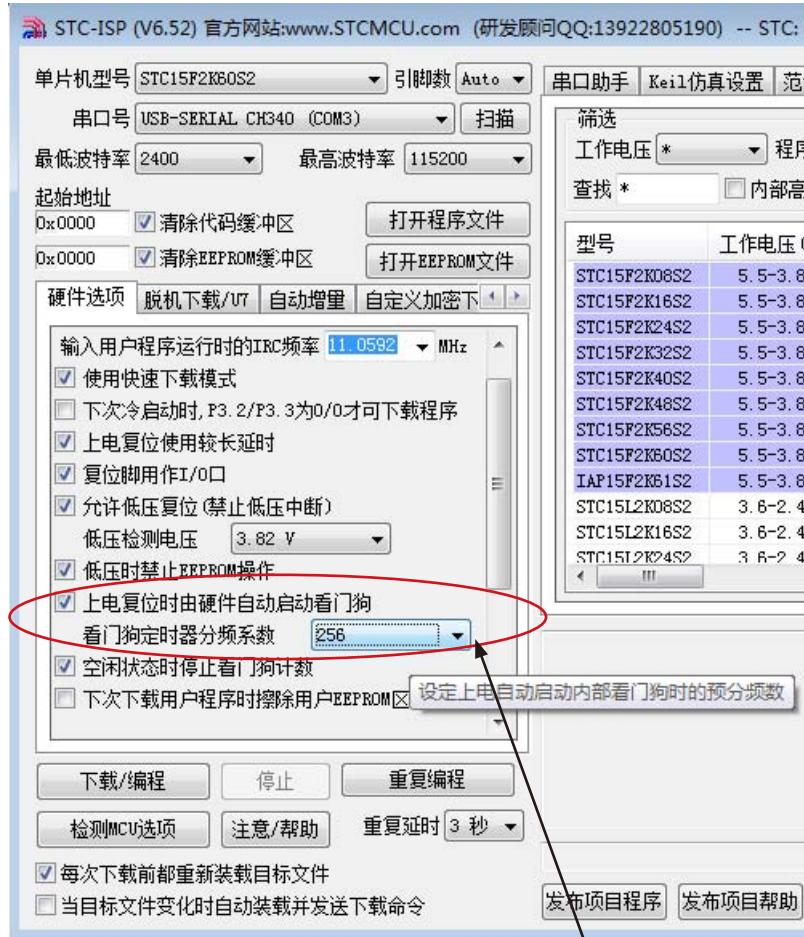 STC-ISP (V6.52) 官方网站:www.STCMCU.com (研发顾问QQ:13922805190) -- STC:
单片机型号 STC15F2K60S2 引脚数 Auto
串口号 USB-SERIAL CH340 (COM3) 扫描
最低波特率 2400 最高波特率 115200
起始地址
0x0000 清除代码缓冲区 打开程序文件
0x0000 清除EEPROM缓冲区 打开EEPROM文件
硬件选项 脱机下载/U7 自动增量 自定义加密下
输入用户程序运行时的IRC频率 11.0592 MHz
使用快速下载模式
下次冷启动时,P3.2/P3.3为0/0才可下载程序
上电复位使用较长延时
复位脚用作I/O口
允许低压复位(禁止低压中断)
低压检测电压 3.82 V
低压时禁止EEPROM操作
上电复位时由硬件自动启动看门狗
看门狗定时器分频系数 256
空闲状态时停止看门狗计数
下次下载用户程序时擦除用户EEPROM区
设定上电自动启动内部看门狗时的预分频数
下载/编程 停止 重复编程
检测MCU选项 注意/帮助 重复延时 3 秒
每次下载前都重新装载目标文件
当目标文件变化时自动装载并发送下载命令
串口助手 Keil仿真设置 范
筛选
工作电压 * 程序
查找 * 内部高
型号 工作电压(
STC15F2K08S2 5.5-3.8
STC15F2K16S2 5.5-3.8
STC15F2K24S2 5.5-3.8
STC15F2K32S2 5.5-3.8
STC15F2K40S2 5.5-3.8
STC15F2K48S2 5.5-3.8
STC15F2K56S2 5.5-3.8
STC15F2K60S2 5.5-3.8
IAP15F2K61S2 5.5-3.8
STC15L2K08S2 3.6-2.4
STC15L2K16S2 3.6-2.4
STC15L2K24S2 3.6-2.4
发布项目程序 发布项目帮助